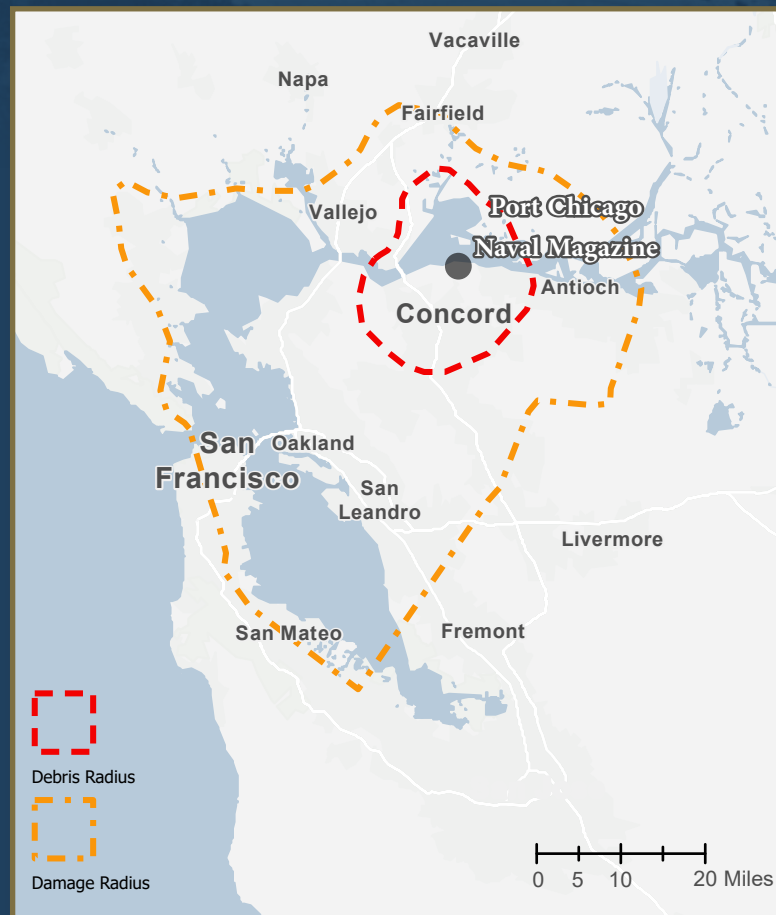 Vacaville
Napa
Fairfield
Vallejo
Port Chicago
Naval Magazine
Antioch
Concord
San
Francisco
Oakland
San
Leandro
Livermore
San Mateo
Fremont
Debris Radius
Damage Radius
0 5 10 20 Miles